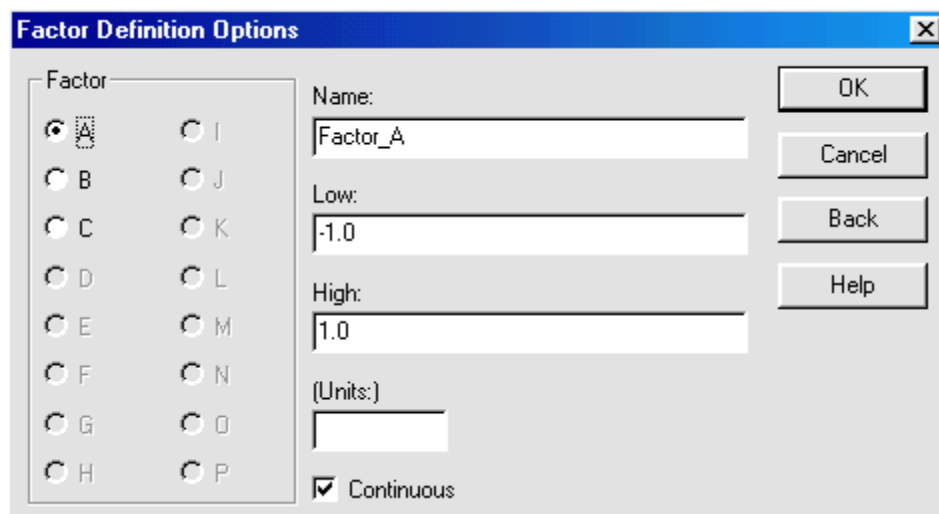 Factor Definition Options
Factor
A
B
C
D
E
F
G
H
I
J
K
L
M
N
O
P
Name:
Factor_A
Low:
-1.0
High:
1.0
(Units:)
Continuous
OK
Cancel
Back
Help